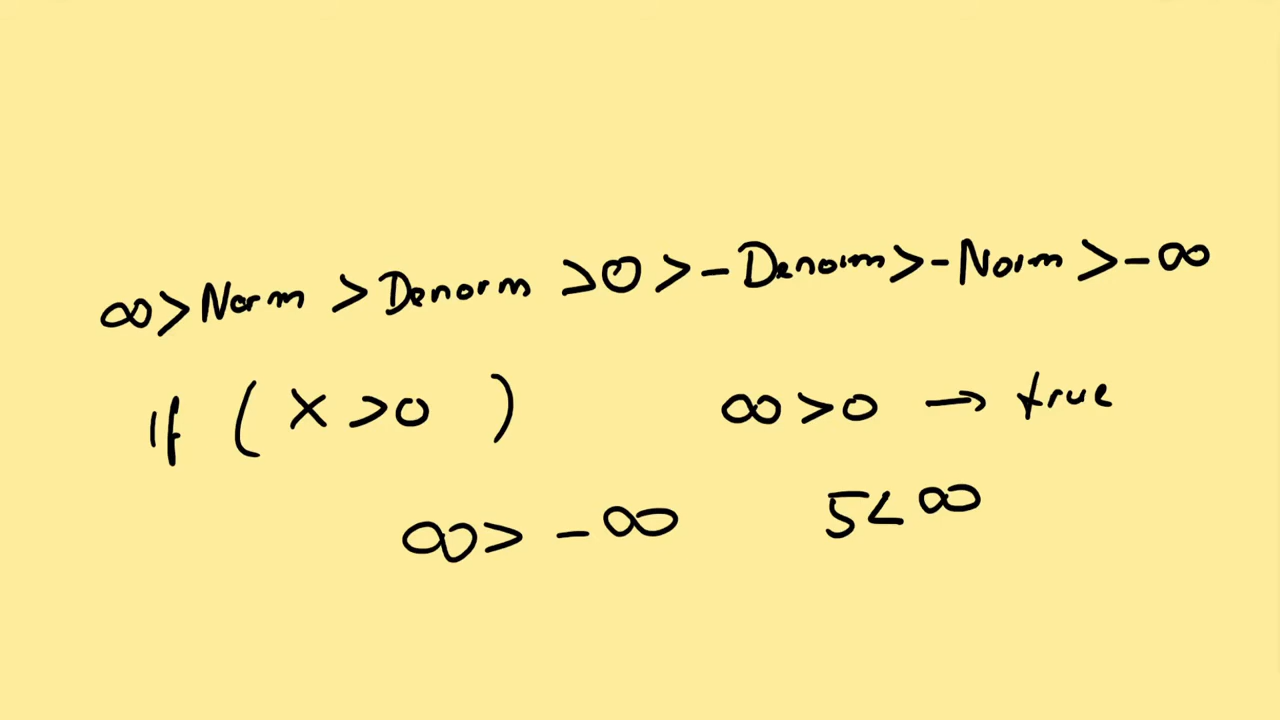 ∞>Norm >Denorm >0>-Denorm>-Norm>-∞
If ( X>0 ) ∞>0 → true
∞> -∞ 5<∞